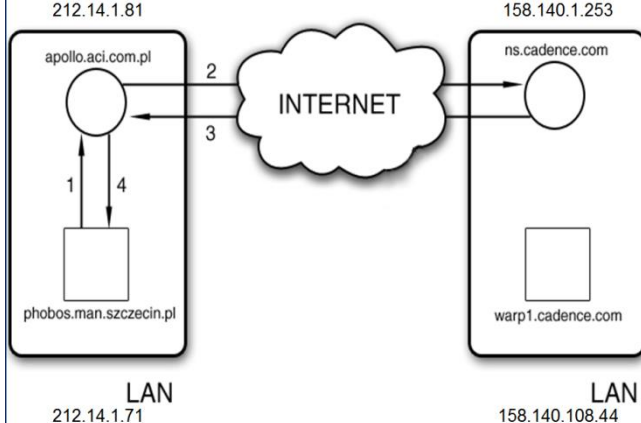 212.14.1.81
158.140.1.253
apollo.aci.com.pl
ns.cadence.com
2
INTERNET
3
1
4
phobos.man.szczecin.pl
warp1.cadence.com
LAN
LAN
212.14.1.71
158.140.108.44